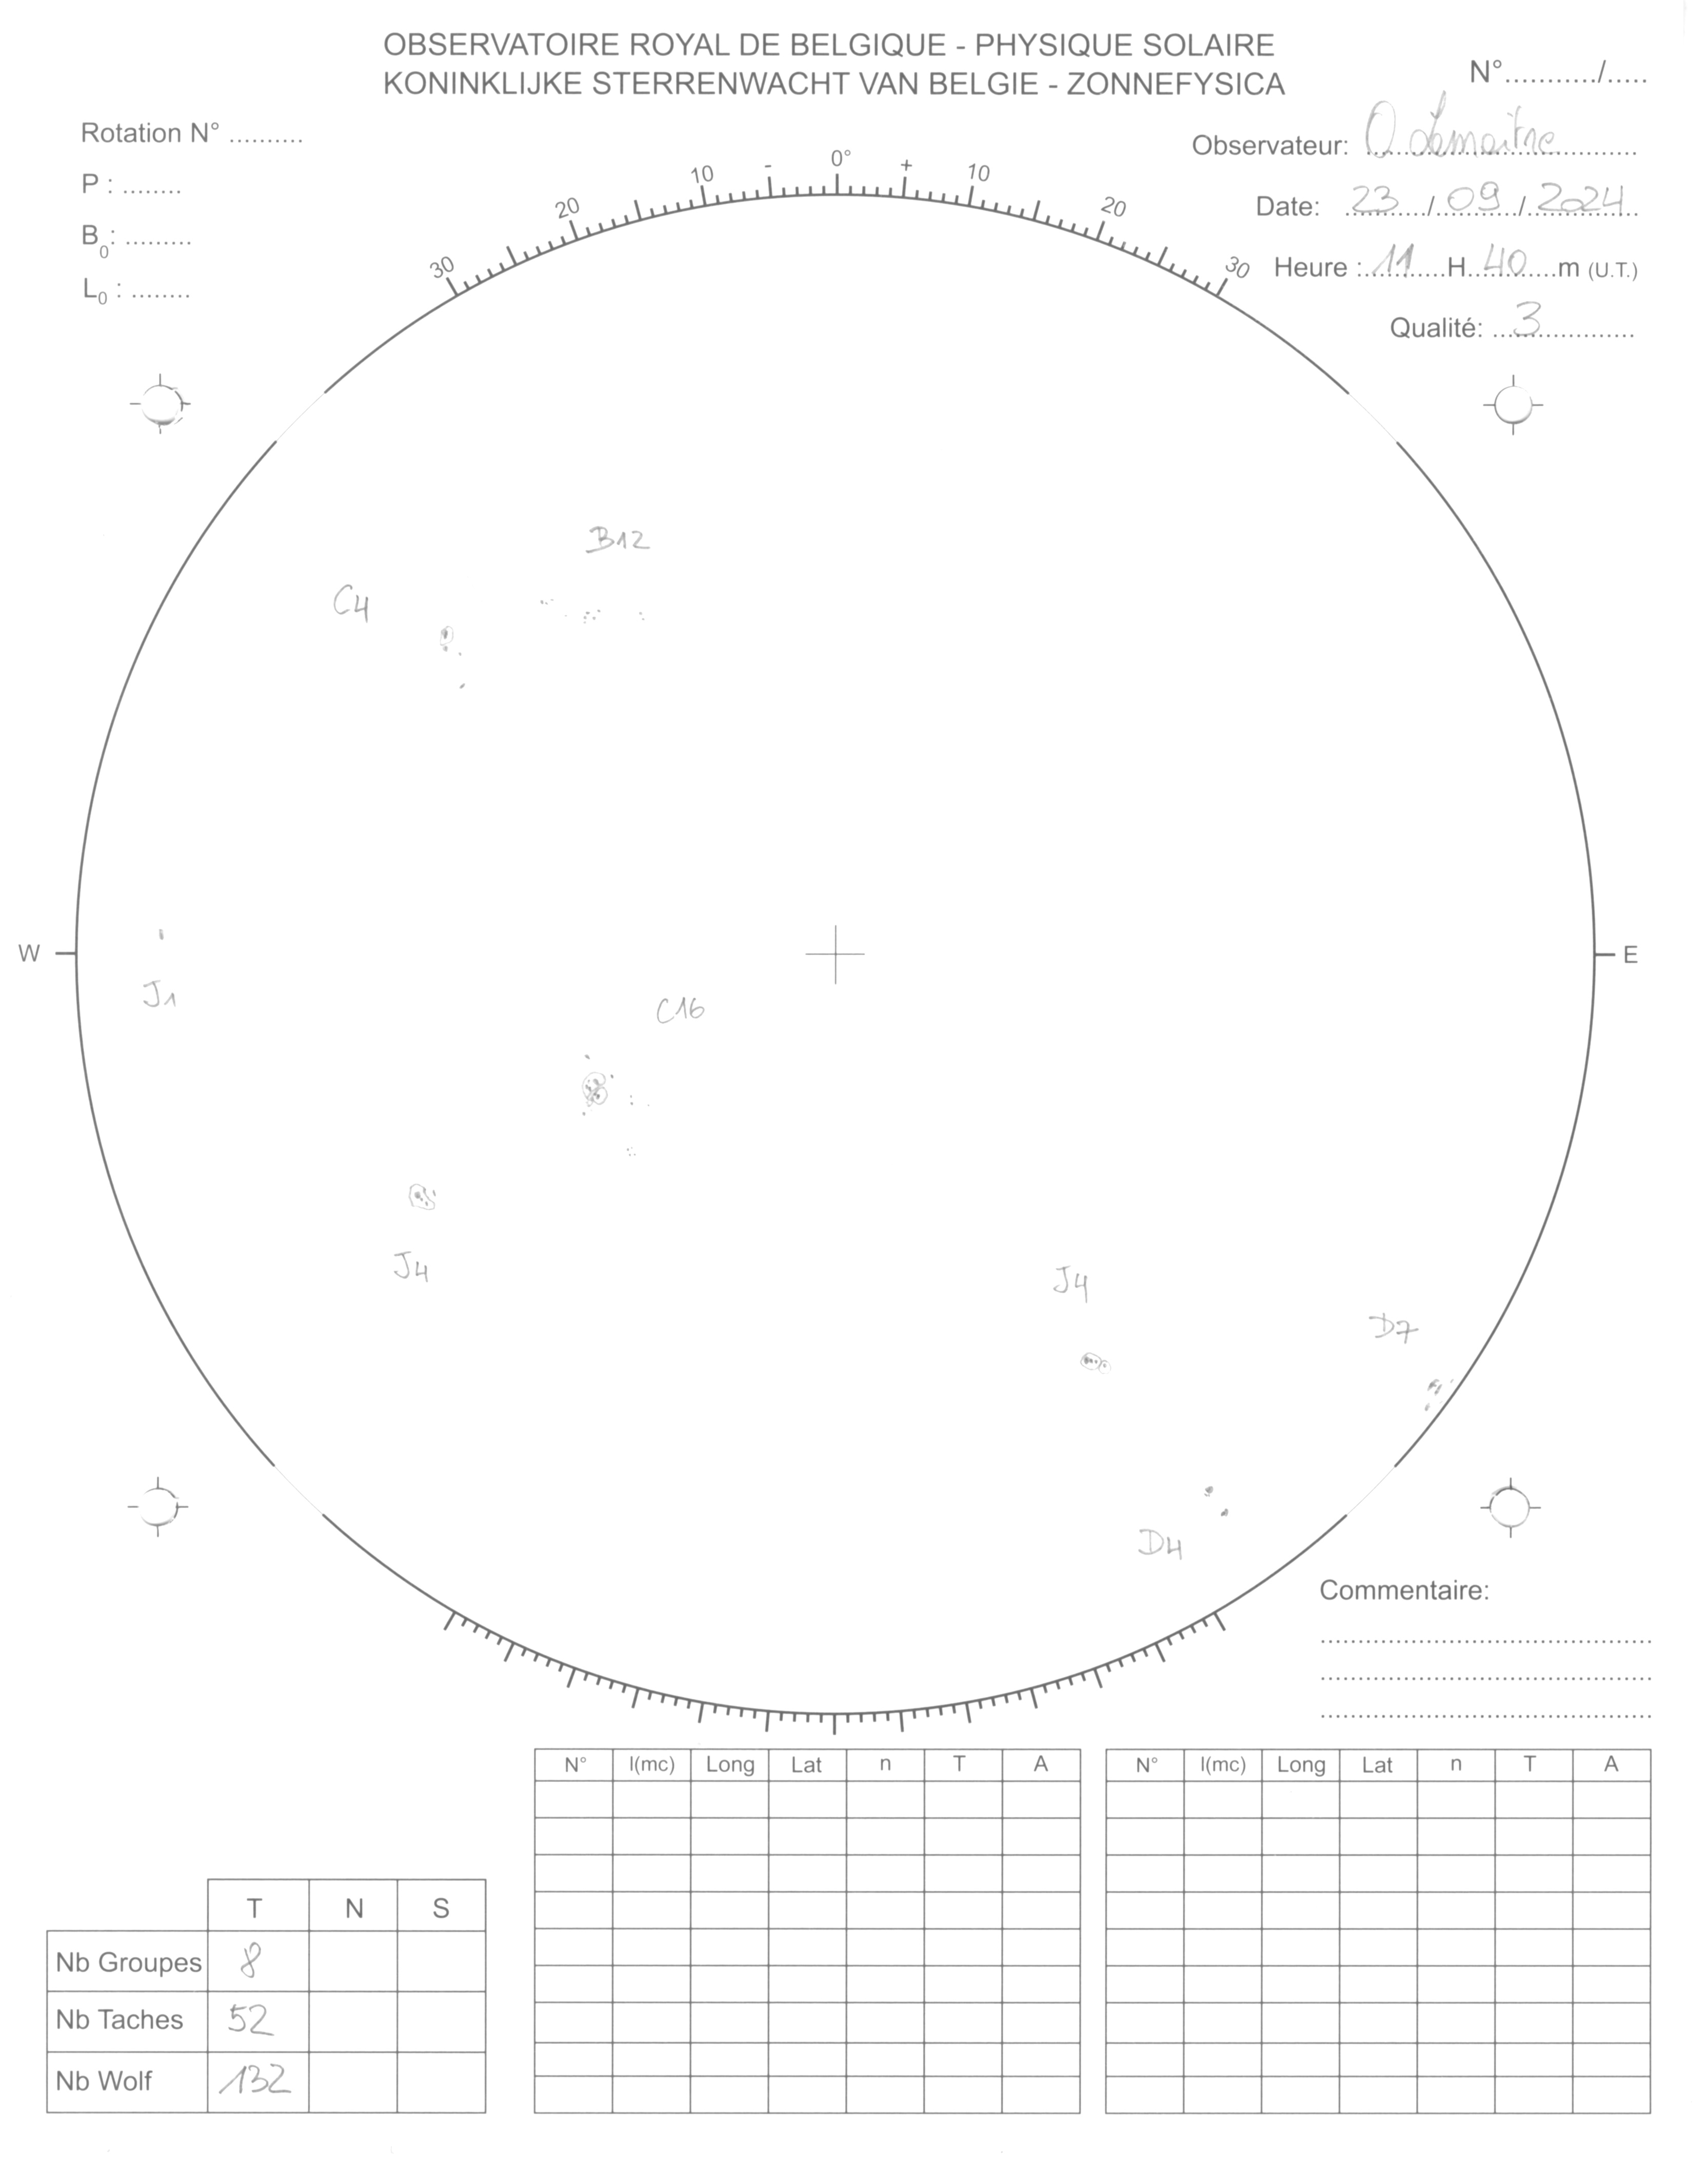 OBSERVATOIRE ROYAL DE BELGIQUE - PHYSIQUE SOLAIRE
KONINKLIJKE STERRENWACHT VAN BELGIE - ZONNEFYSICA
N°.........../.....
Rotation N° .........
Observateur: O Lemaitre
P : ........
Date: 23/09/2024
B0: .........
Heure : 11 H 40 m (U.T.)
L0 : ........
Qualité: 3
30 20 10 - 0° + 10 20 30
B12
C4
W E
J1
C16
J4
J4
D7
D4
Commentaire:
N° I(mc) Long Lat n T A
N° I(mc) Long Lat n T A
T N S
Nb Groupes 8
Nb Taches 52
Nb Wolf 132